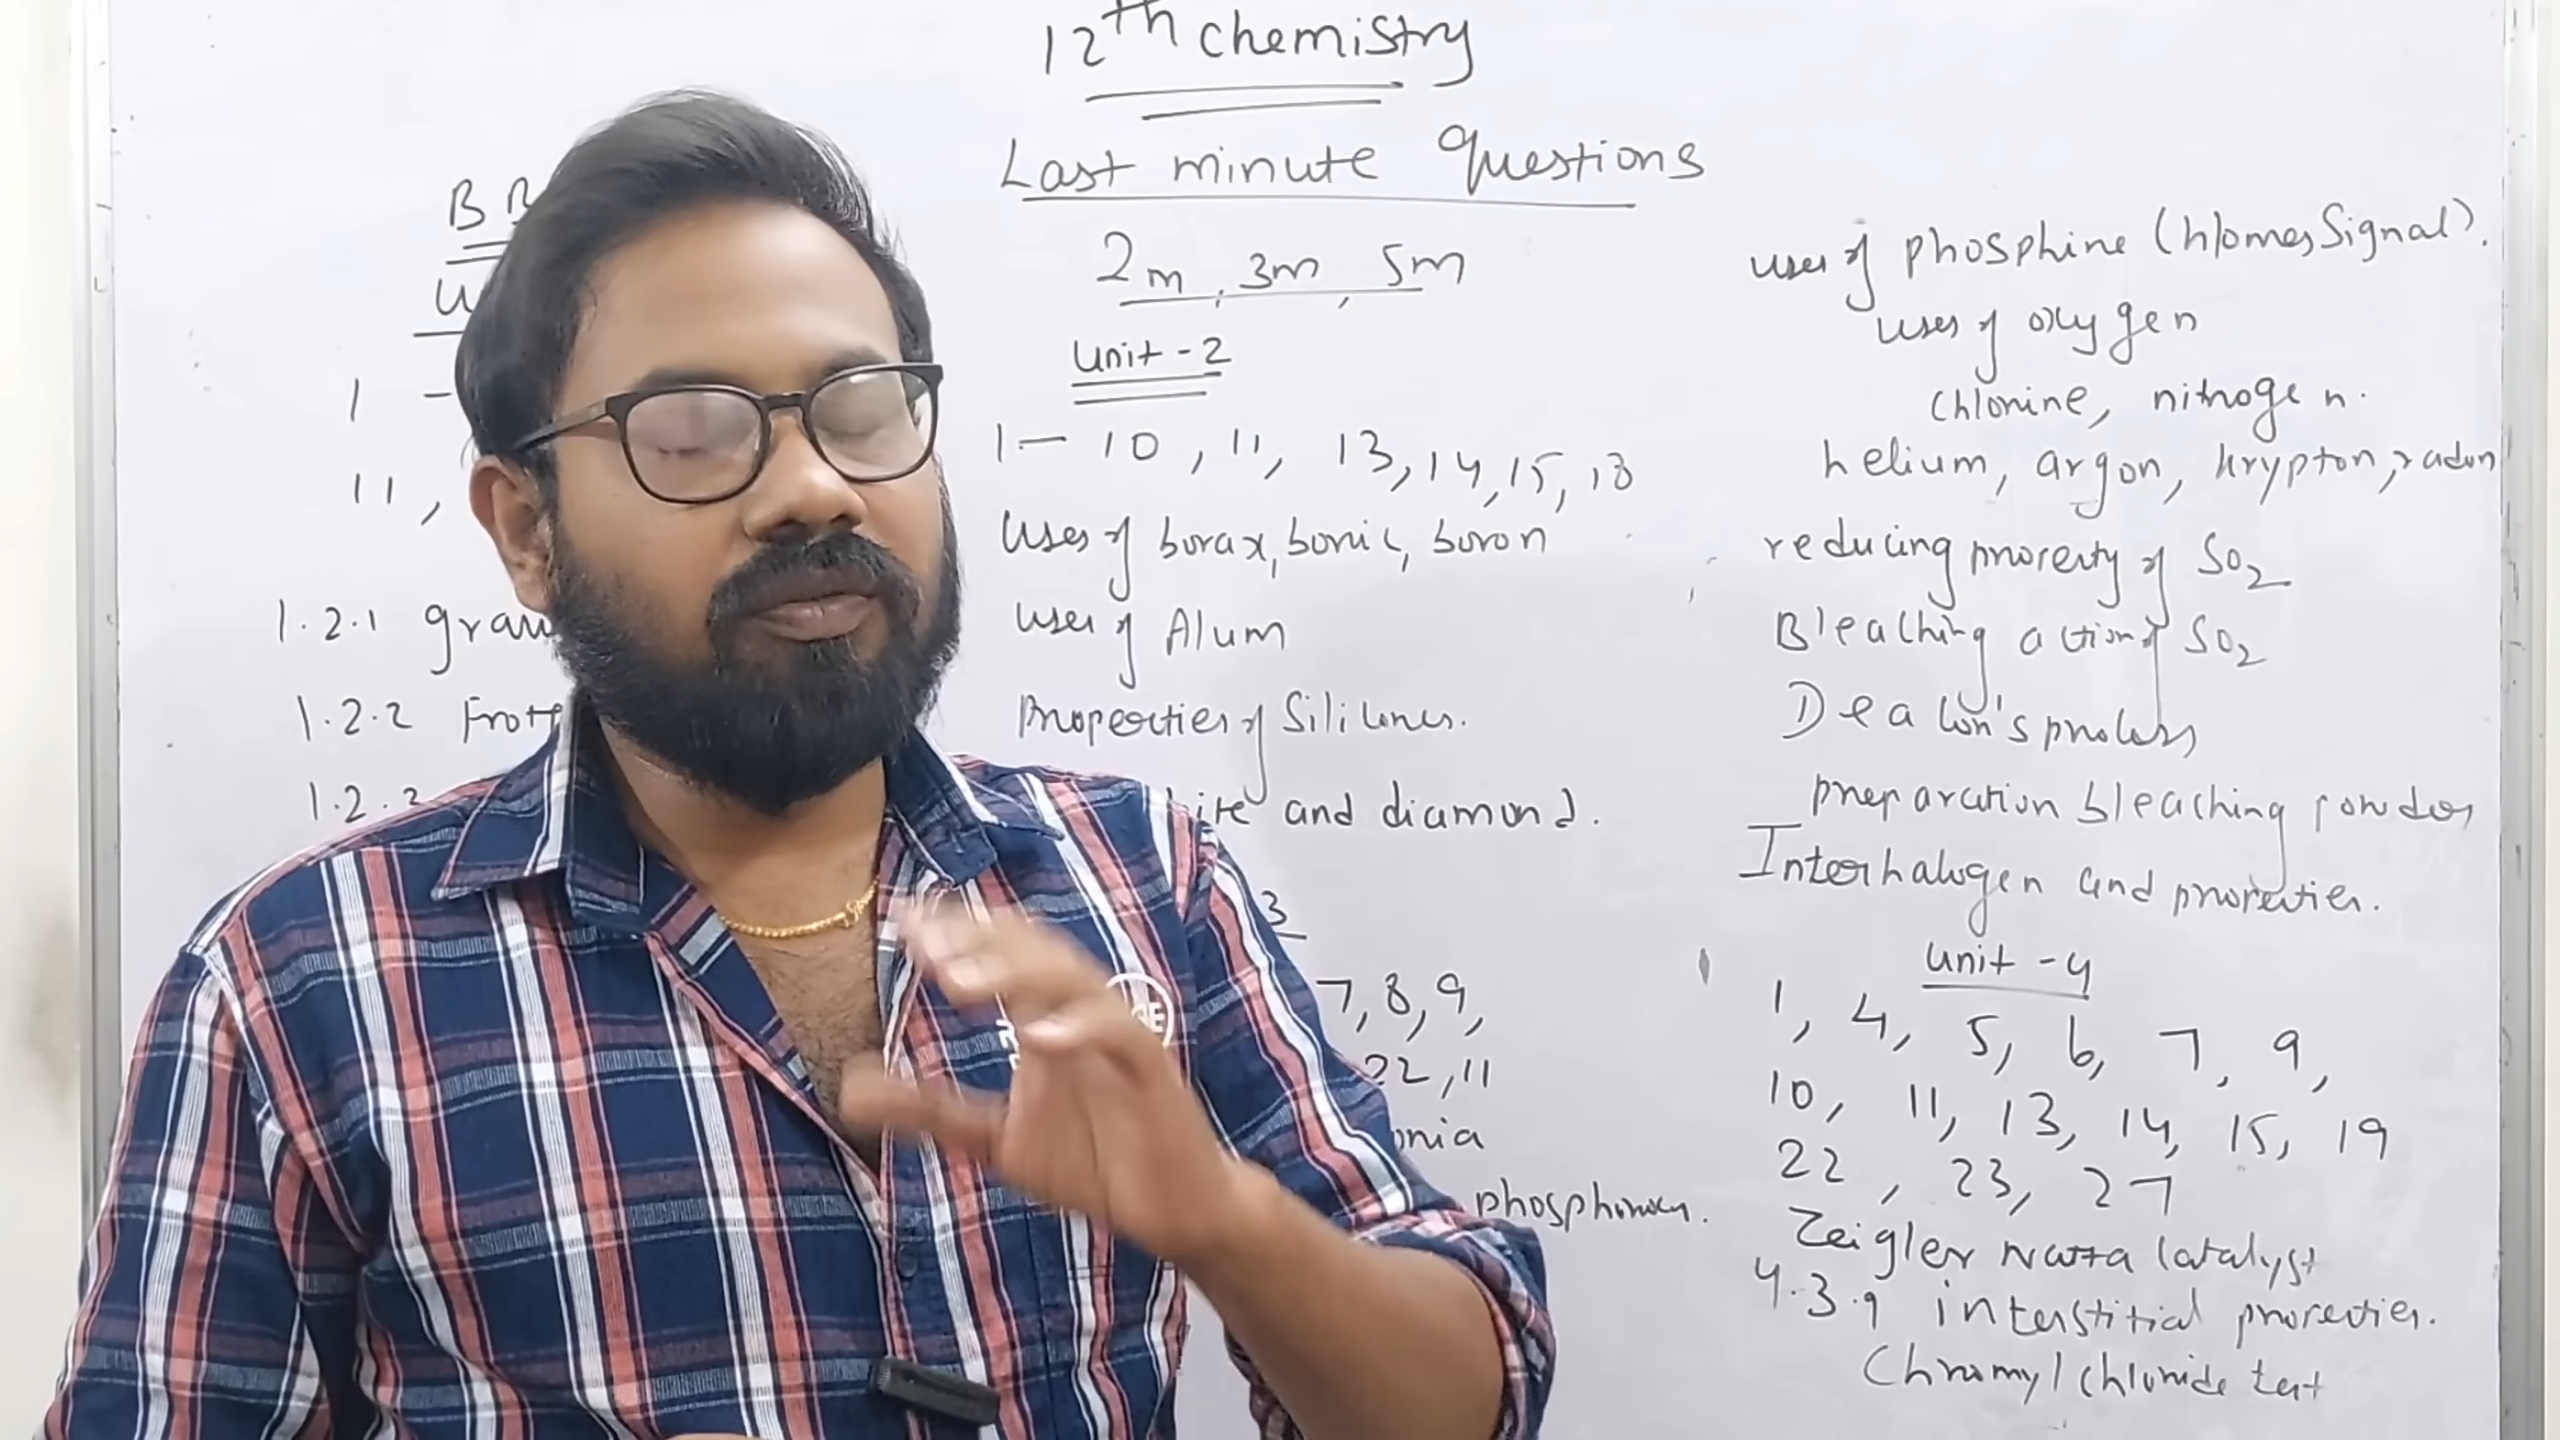 12th chemistry
Last minute Questions
2m, 3m, 5m
B B
U
1 -
11,
1.2.1 grav
1.2.2 Frot
1.2.3
Unit - 2
1 - 10, 11, 13, 14, 15, 18
Uses of borax, boric, boron
Uses of Alum
Properties of Silicones.
ite and diamond.
3
7, 8, 9,
22, 11
onia
phosphorus.
uses of phosphine (Holmes Signal).
uses of oxygen
Chlorine, nitrogen.
helium, argon, krypton, radon
reducing proverty of SO2
Bleaching action of SO2
Deacon's process
preparation bleaching powder
Interhalogen and properties.
Unit - 4
1, 4, 5, 6, 7, 9,
10, 11, 13, 14, 15, 19
22, 23, 27
Zeigler Natta Catalyst
4.3.9 interstitial properties.
Chromyl chloride test